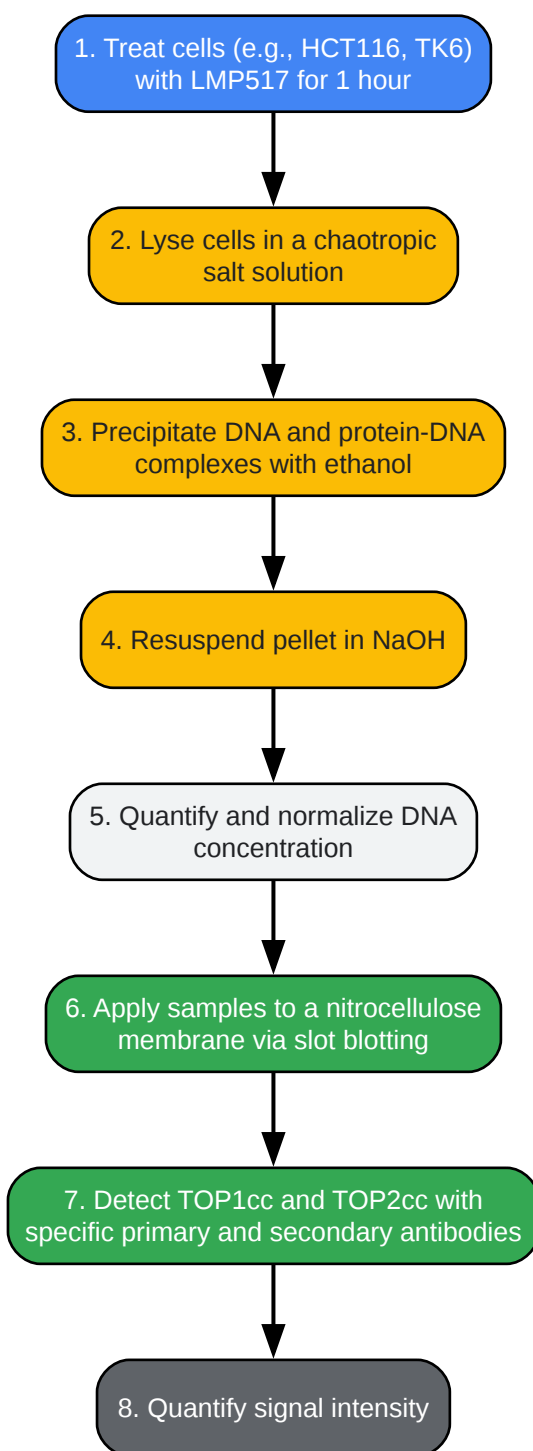 1. Treat cells (e.g., HCT116, TK6)
with LMP517 for 1 hour
2. Lyse cells in a chaotropic
salt solution
3. Precipitate DNA and protein-DNA
complexes with ethanol
4. Resuspend pellet in NaOH
5. Quantify and normalize DNA
concentration
6. Apply samples to a nitrocellulose
membrane via slot blotting
7. Detect TOP1cc and TOP2cc with
specific primary and secondary antibodies
8. Quantify signal intensity